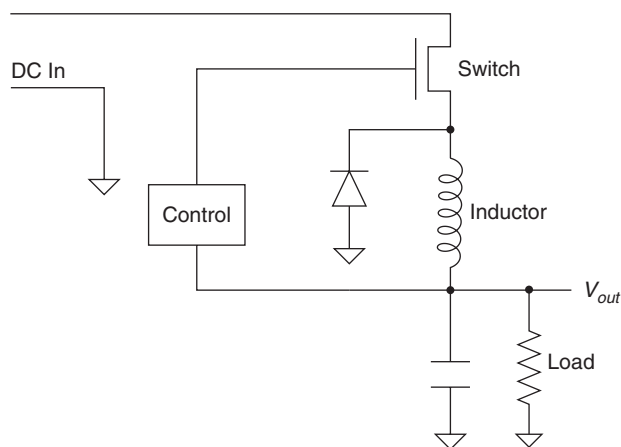 DC In
Switch
Control
Inductor
Vout
Load